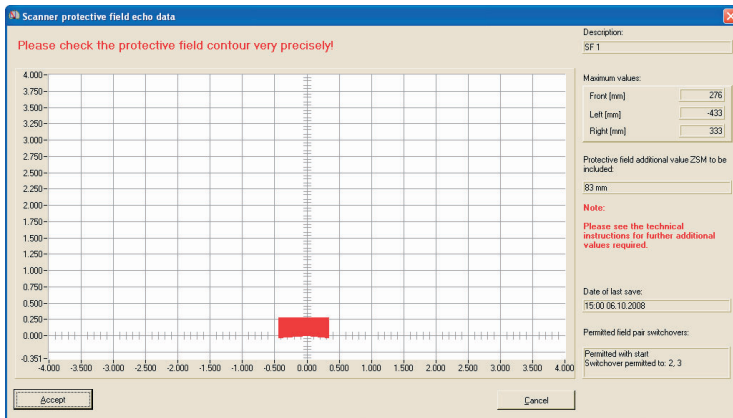 Scanner protective field echo data
Please check the protective field contour very precisely!
4.000
3.750
3.500
3.250
3.000
2.750
2.500
2.250
2.000
1.750
1.500
1.250
1.000
0.750
0.500
0.250
0.000
-0.351
-4.000 -3.500 -3.000 -2.500 -2.000 -1.500 -1.000 -0.500 0.000 0.500 1.000 1.500 2.000 2.500 3.000 3.500 4.000
Accept
Cancel
Description:
SF 1
Maximum values:
Front [mm] 276
Left [mm] -433
Right [mm] 333
Protective field additional value ZSM to be
included:
83 mm
Note:
Please see the technical
instructions for further additional
values required.
Date of last save:
15:00 06.10.2008
Permitted field pair switchovers:
Permitted with start
Switchover permitted to: 2, 3